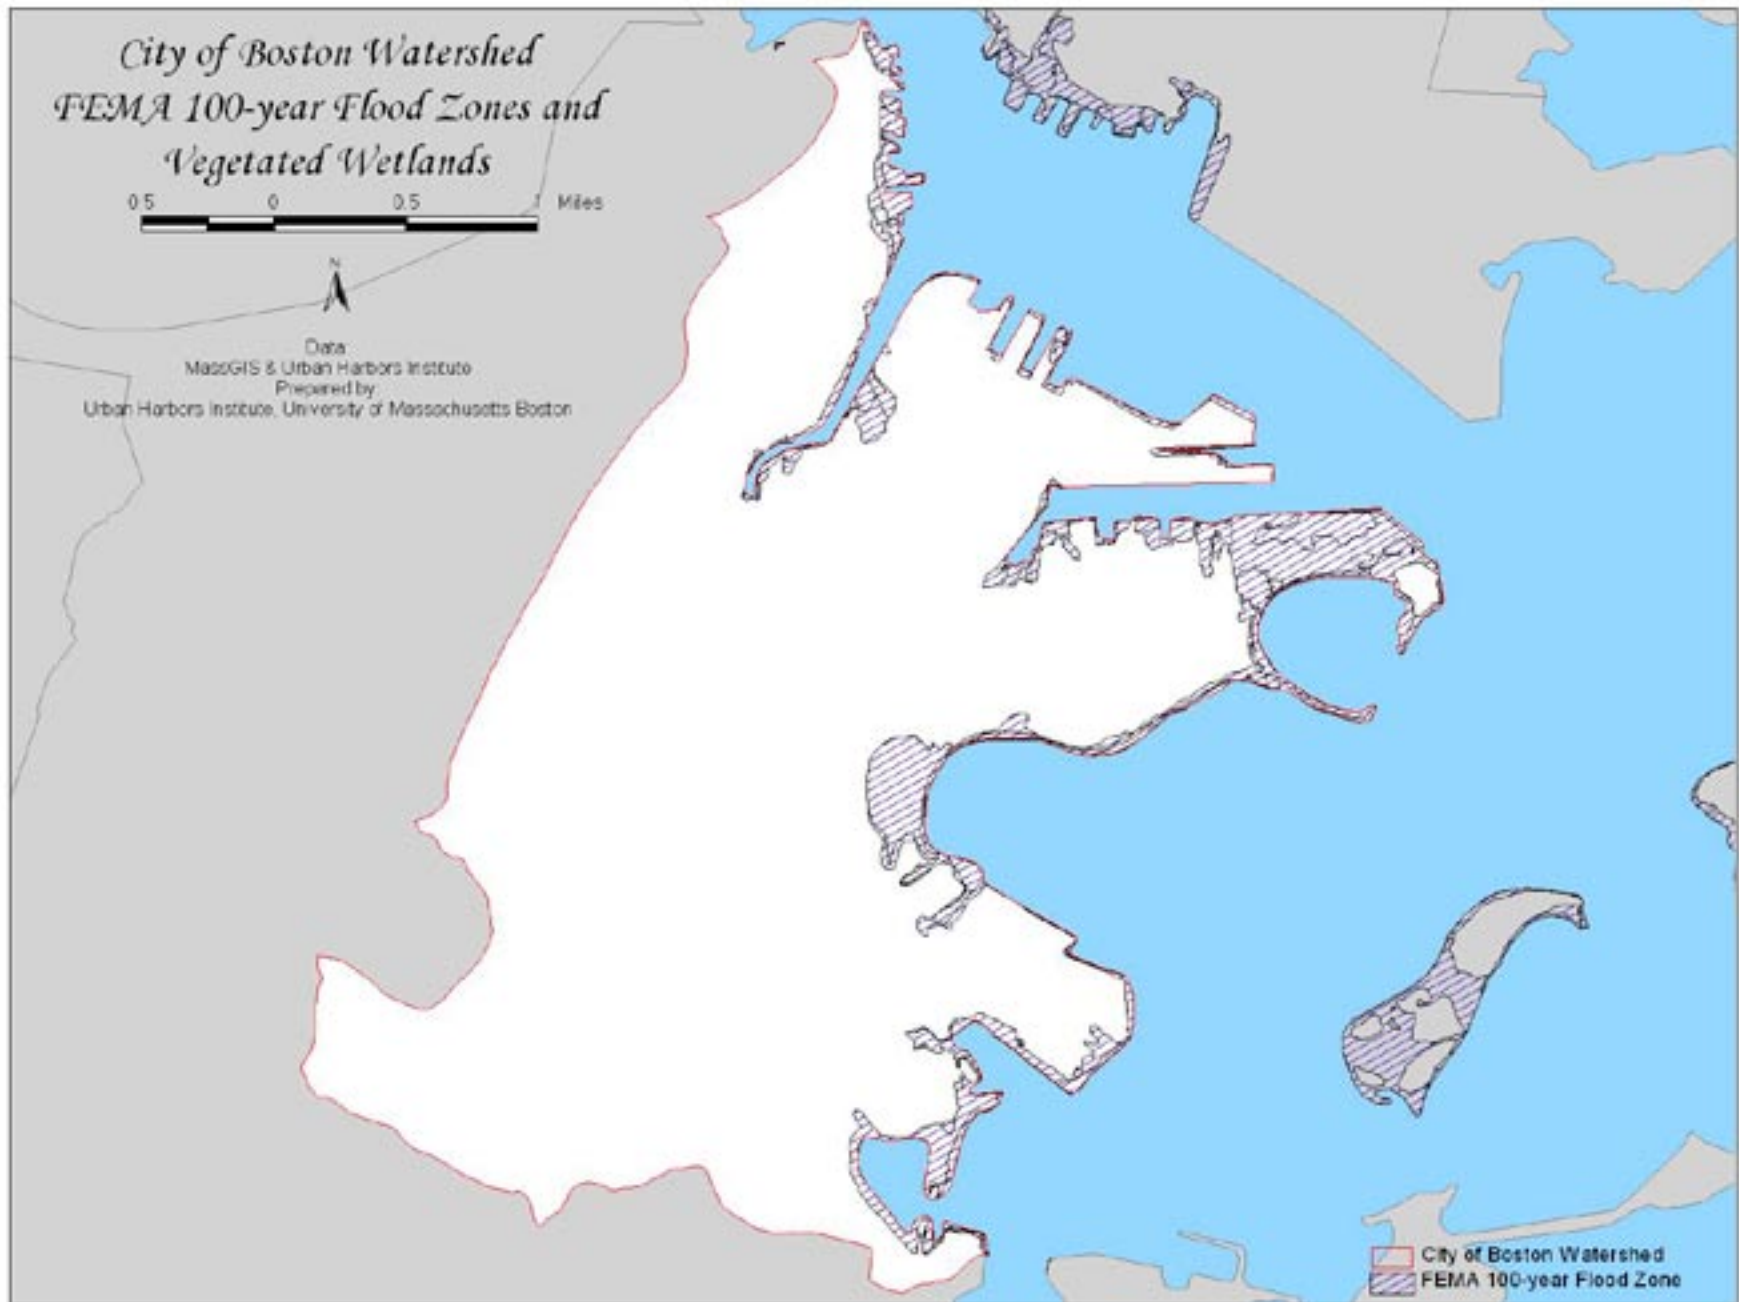 City of Boston Watershed
FEMA 100-year Flood Zones and
Vegetated Wetlands
0.5 0 0.5 1 Miles
N
Data
MassGIS & Urban Harbors Institute
Prepared by:
Urban Harbors Institute, University of Massachusetts Boston
City of Boston Watershed
FEMA 100-year Flood Zone